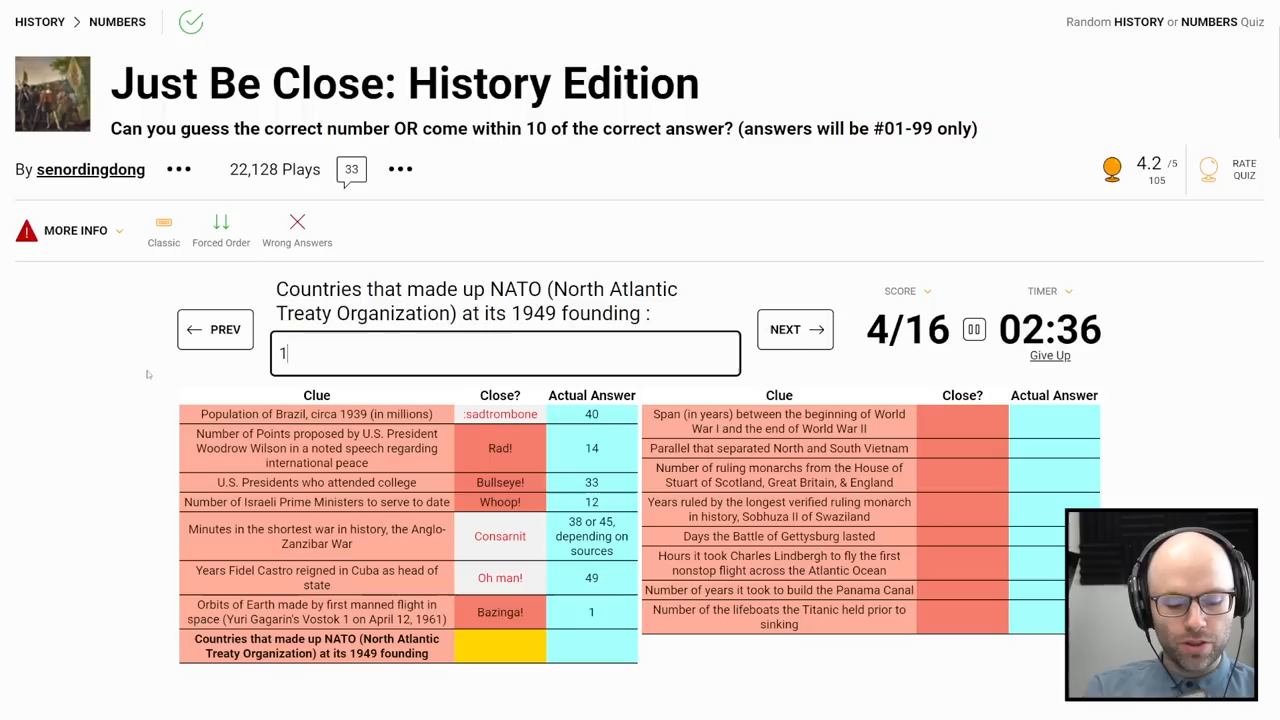 HISTORY > NUMBERS
Random HISTORY or NUMBERS Quiz
Just Be Close: History Edition
Can you guess the correct number OR come within 10 of the correct answer? (answers will be #01-99 only)
By senordingdong ••• 22,128 Plays 33 •••
4.2 /5
105
RATE
QUIZ
MORE INFO
Classic
Forced Order
Wrong Answers
Countries that made up NATO (North Atlantic
Treaty Organization) at its 1949 founding :
← PREV
1
NEXT →
SCORE
4/16
TIMER
02:36
Give Up
Clue Close? Actual Answer
Population of Brazil, circa 1939 (in millions) :sadtrombone 40
Number of Points proposed by U.S. President
Woodrow Wilson in a noted speech regarding
international peace
Rad! 14
U.S. Presidents who attended college Bullseye! 33
Number of Israeli Prime Ministers to serve to date Whoop! 12
Minutes in the shortest war in history, the Anglo-
Zanzibar War
Consarnit
38 or 45,
depending on
sources
Years Fidel Castro reigned in Cuba as head of
state
Oh man! 49
Orbits of Earth made by first manned flight in
space (Yuri Gagarin's Vostok 1 on April 12, 1961)
Bazinga! 1
Countries that made up NATO (North Atlantic
Treaty Organization) at its 1949 founding
Clue Close? Actual Answer
Span (in years) between the beginning of World
War I and the end of World War II
Parallel that separated North and South Vietnam
Number of ruling monarchs from the House of
Stuart of Scotland, Great Britain, & England
Years ruled by the longest verified ruling monarch
in history, Sobhuza II of Swaziland
Days the Battle of Gettysburg lasted
Hours it took Charles Lindbergh to fly the first
nonstop flight across the Atlantic Ocean
Number of years it took to build the Panama Canal
Number of the lifeboats the Titanic held prior to
sinking